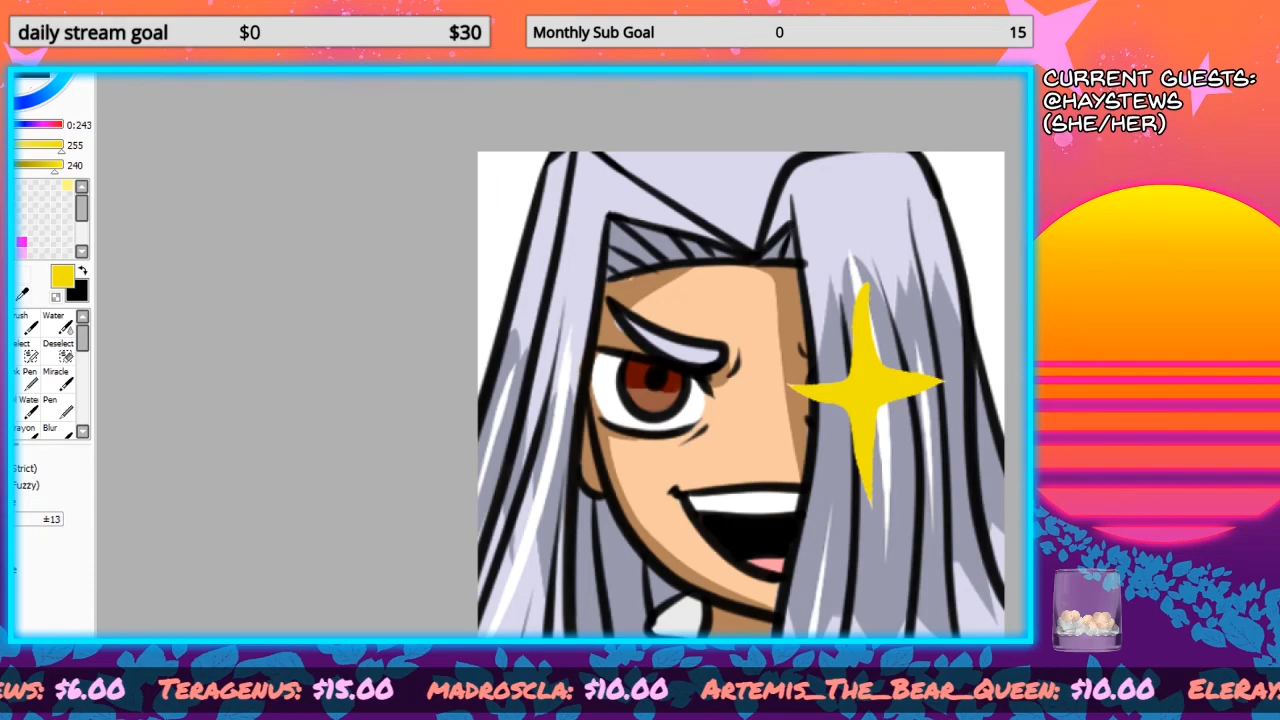 daily stream goal $0 $30
Monthly Sub Goal 0 15
CURRENT GUESTS:
@HAYSTEWS
(SHE/HER)
0:243
255
240
Water
Deselect
Pen Miracle
Water Pen
Blur
±13
EWS: $6.00 TERAGENUS: $15.00 MADROSCLA: $10.00 ARTEMIS_THE_BEAR_QUEEN: $10.00 ELERAY